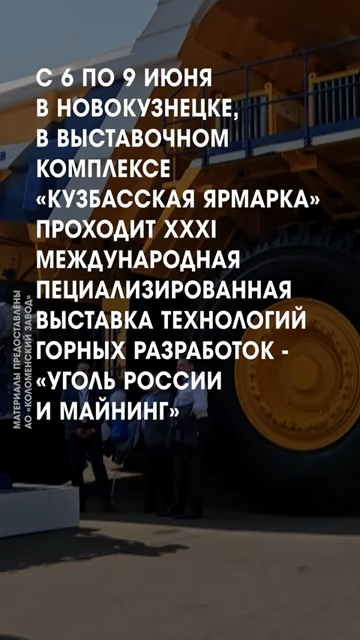 С 6 ПО 9 ИЮНЯ
В НОВОКУЗНЕЦКЕ,
В ВЫСТАВОЧНОМ
КОМПЛЕКСЕ
«КУЗБАССКАЯ ЯРМАРКА»
ПРОХОДИТ XXXI
МЕЖДУНАРОДНАЯ
ПЕЦИАЛИЗИРОВАННАЯ
ВЫСТАВКА ТЕХНОЛОГИЙ
ГОРНЫХ РАЗРАБОТОК -
«УГОЛЬ РОССИИ
И МАЙНИНГ»
МАТЕРИАЛЫ ПРЕДОСТАВЛЕНЫ
АО «КОЛОМЕНСКИЙ ЗАВОД»